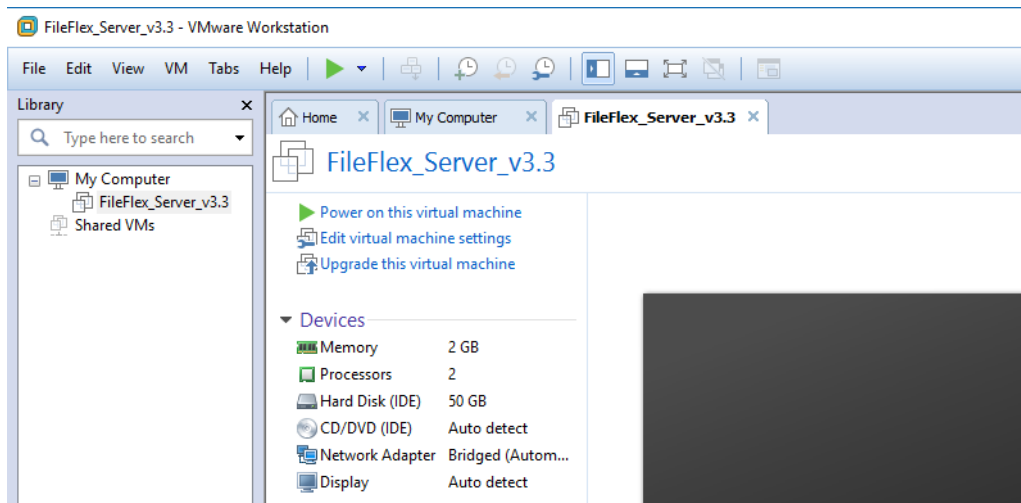 FileFlex_Server_v3.3 - VMware Workstation
File Edit View VM Tabs Help
Library
Type here to search
My Computer
FileFlex_Server_v3.3
Shared VMs
Home My Computer FileFlex_Server_v3.3
FileFlex_Server_v3.3
Power on this virtual machine
Edit virtual machine settings
Upgrade this virtual machine
Devices
Memory 2 GB
Processors 2
Hard Disk (IDE) 50 GB
CD/DVD (IDE) Auto detect
Network Adapter Bridged (Autom...
Display Auto detect